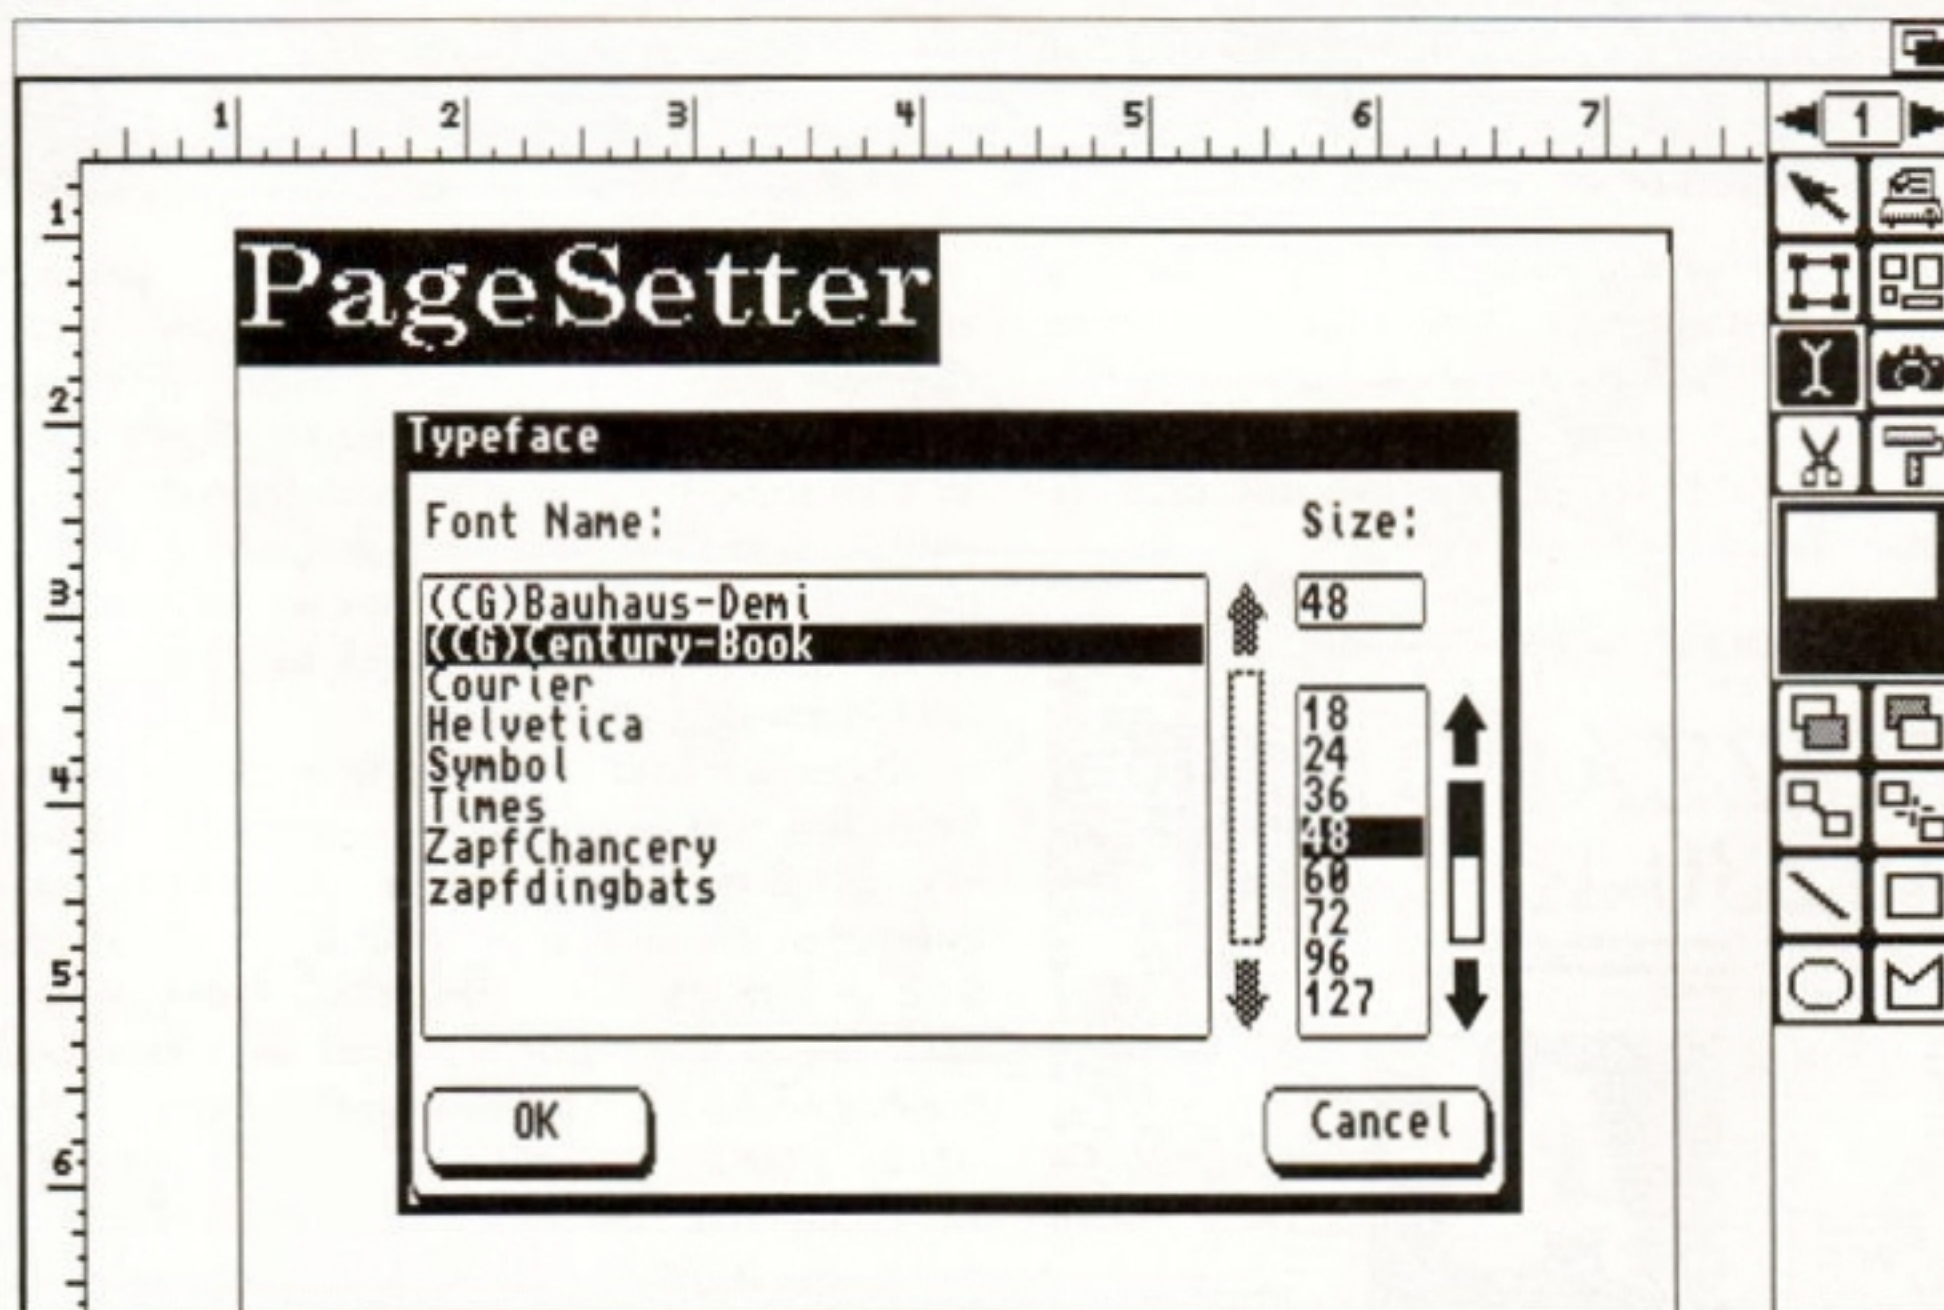 1 2 3 4 5 6 7
1
1
2
3
4
5
6
PageSetter
Typeface
Font Name:
Size:
(CG)Bauhaus-Demi
(CG)Century-Book
Courier
Helvetica
Symbol
Times
ZapfChancery
zapfdingbats
48
18
24
36
48
60
72
96
127
OK
Cancel